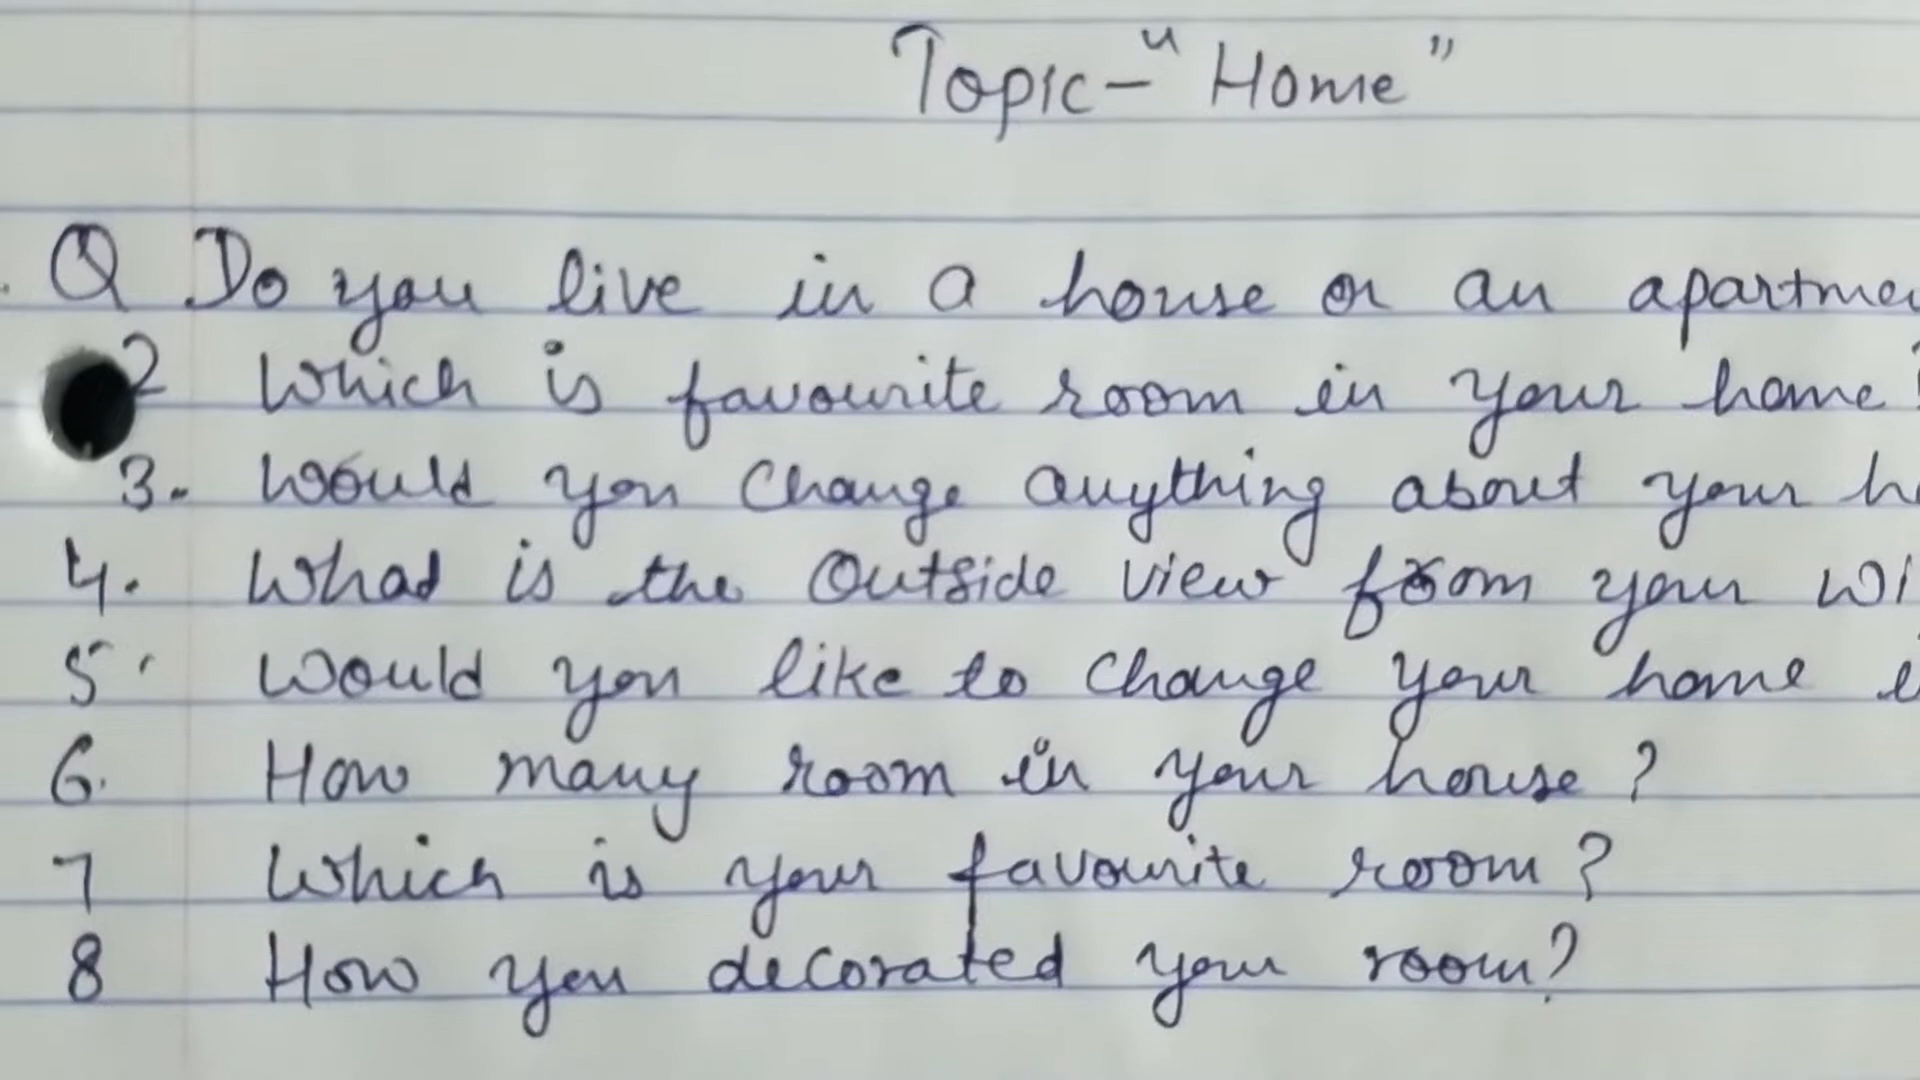 Topic - "Home"
Q Do you live in a house or an apartme
2 Which is favourite room in your home?
3. Would you change anything about your h
4. What is the outside view from your wi
5. Would you like to change your home i
6. How many room in your house?
7 Which is your favourite room?
8 How you decorated your room?